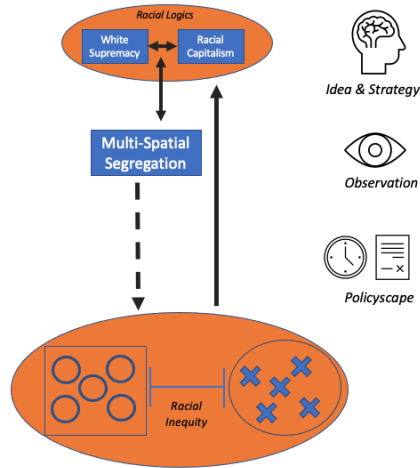 Racial Logics
White
Supremacy
Racial
Capitalism
Multi-Spatial
Segregation
Idea & Strategy
Observation
Policyscape
Racial
Inequity